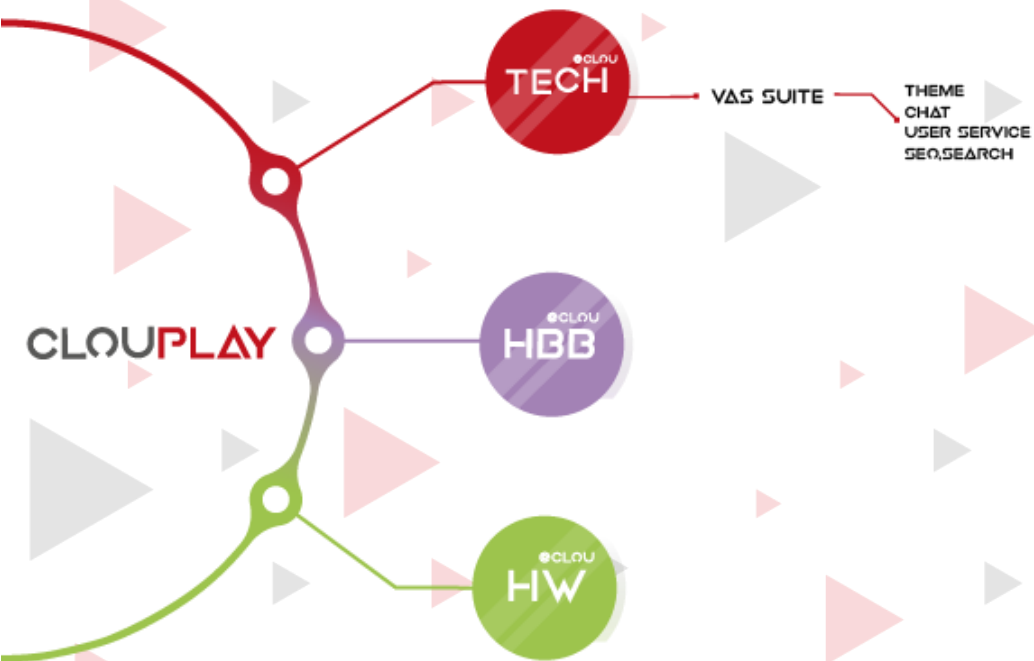 @CLOU
TECH
VAS SUITE
THEME
CHAT
USER SERVICE
SEO,SEARCH
CLOUPLAY
@CLOU
HBB
@CLOU
HW